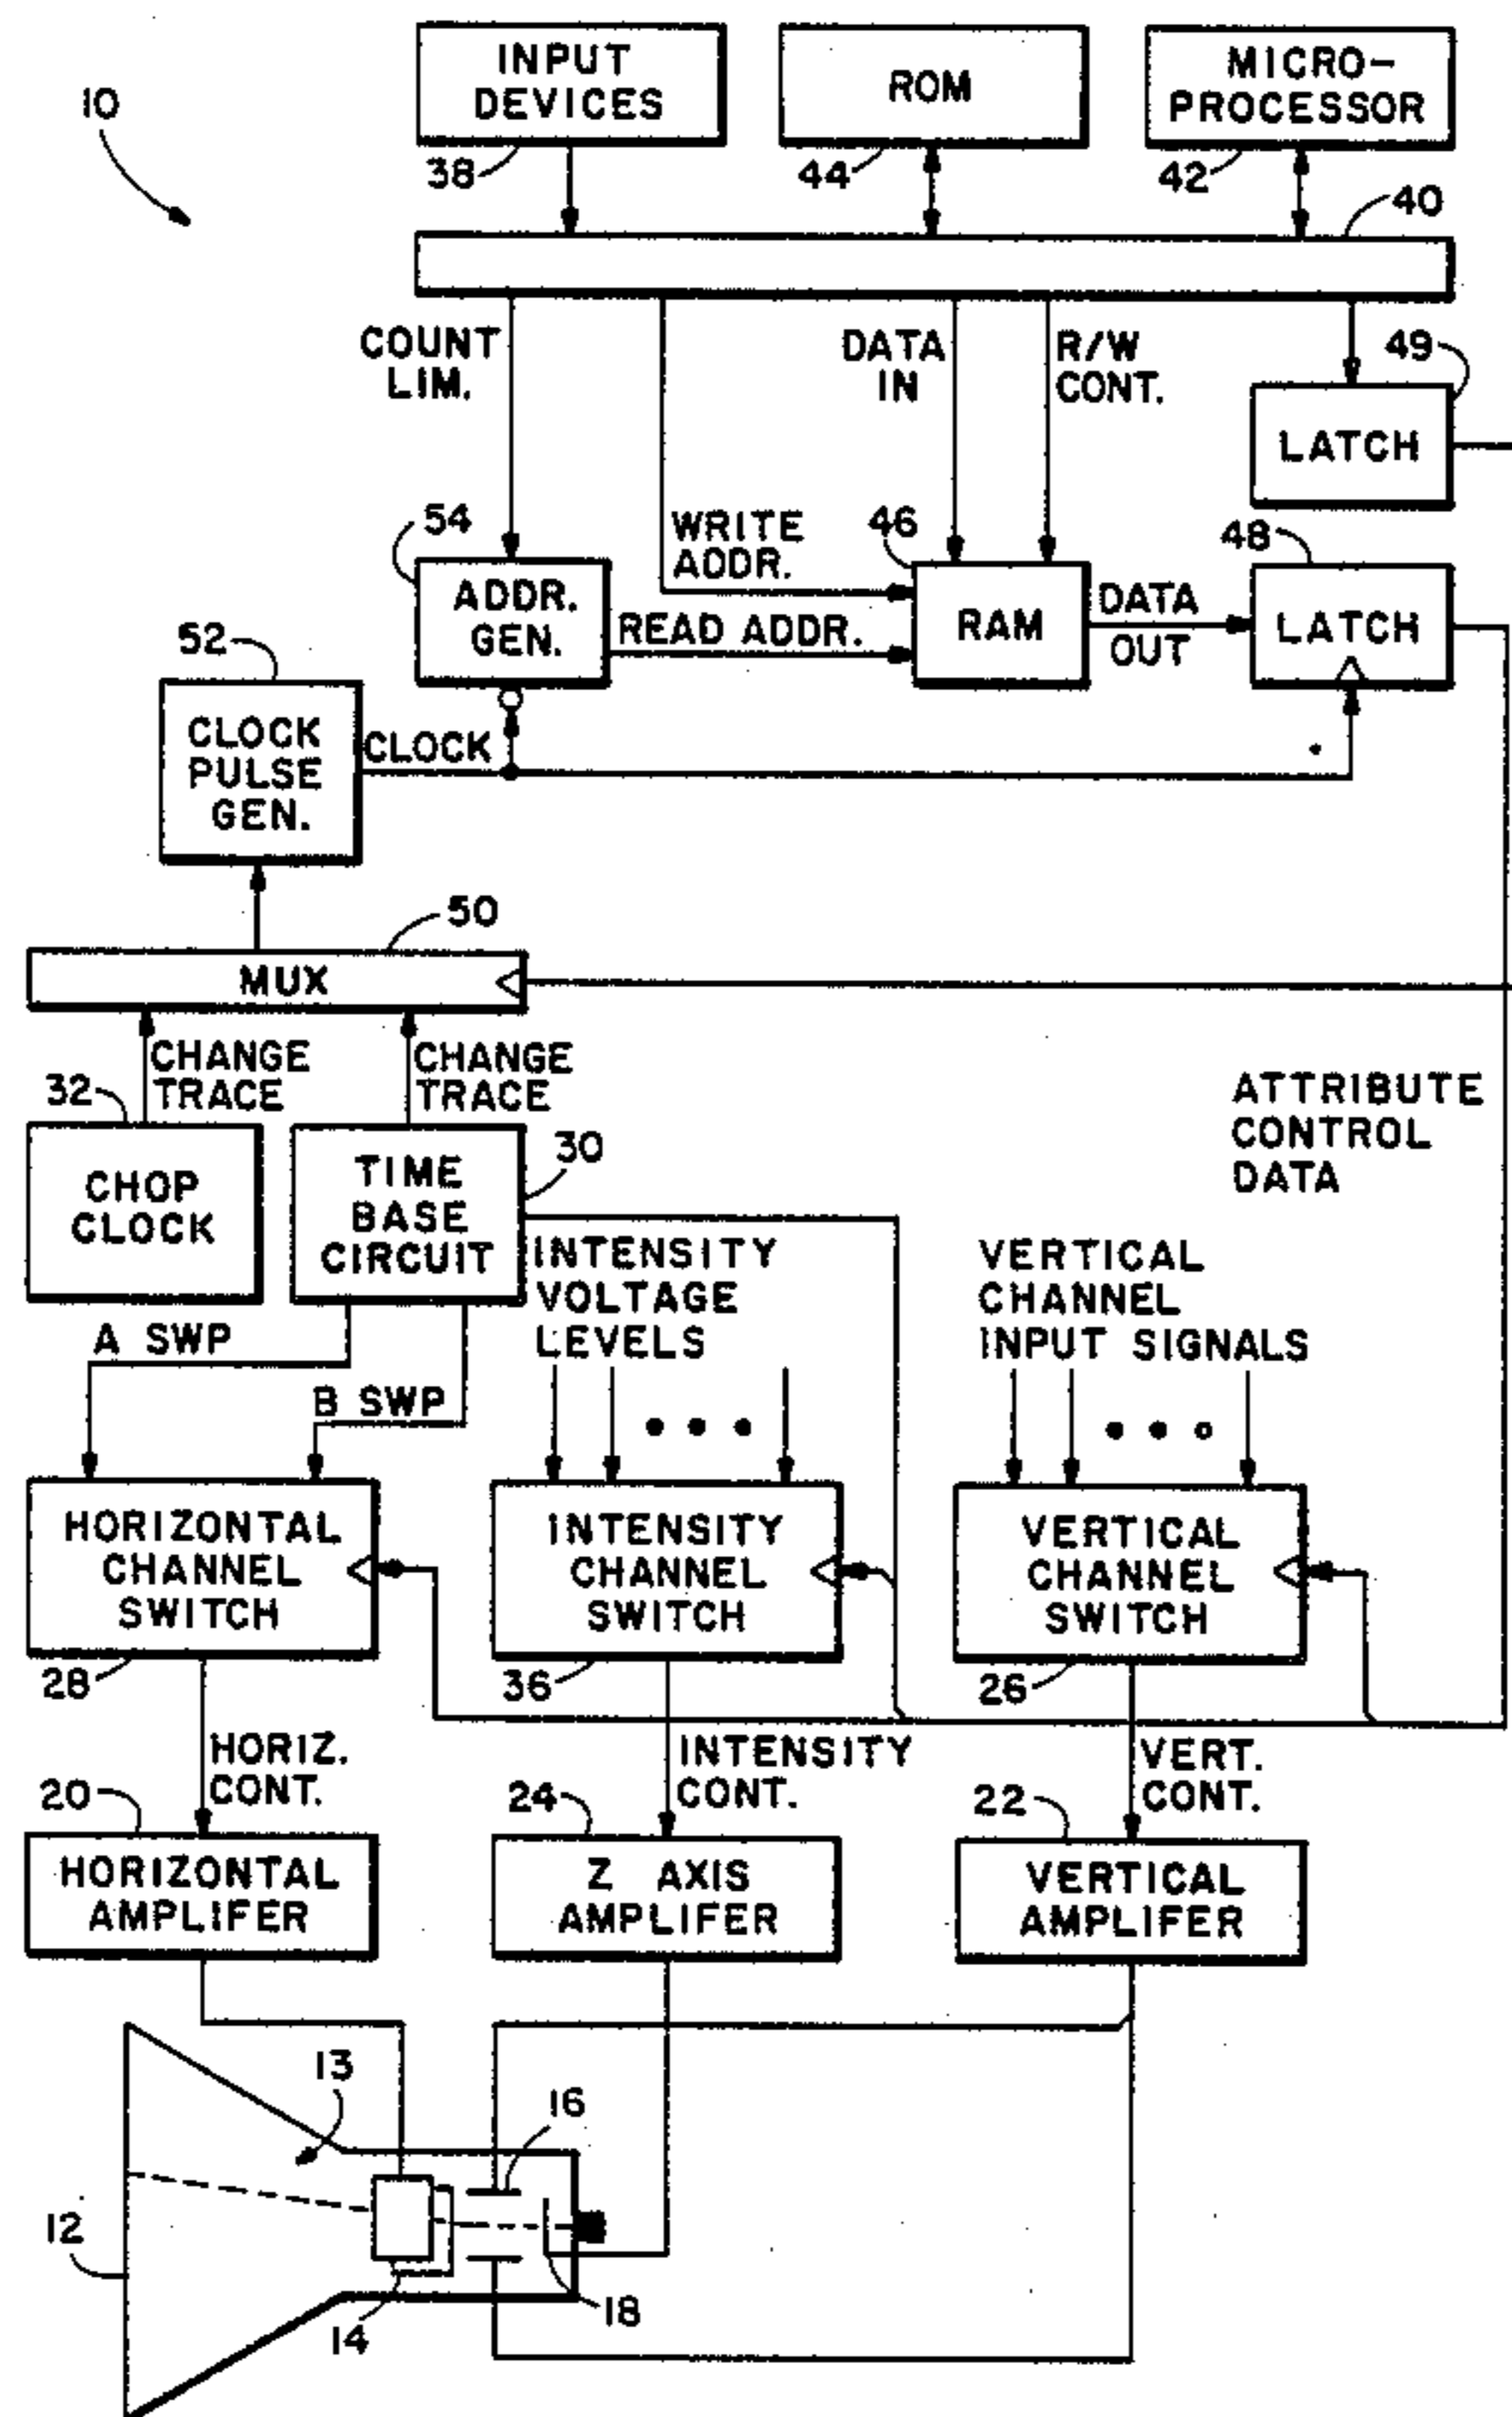 10
INPUT
DEVICES
38
ROM
44
MICRO-
PROCESSOR
42
40
COUNT
LIM.
DATA
IN
R/W
CONT.
49
LATCH
54
ADDR.
GEN.
WRITE
ADDR.
READ ADDR.
46
RAM
DATA
OUT
48
LATCH
52
CLOCK
PULSE
GEN.
CLOCK
50
MUX
CHANGE
TRACE
CHANGE
TRACE
32
CHOP
CLOCK
30
TIME
BASE
CIRCUIT
ATTRIBUTE
CONTROL
DATA
A SWP
B SWP
INTENSITY
VOLTAGE
LEVELS
VERTICAL
CHANNEL
INPUT SIGNALS
HORIZONTAL
CHANNEL
SWITCH
28
INTENSITY
CHANNEL
SWITCH
36
VERTICAL
CHANNEL
SWITCH
26
HORIZ.
CONT.
INTENSITY
CONT.
VERT.
CONT.
20
HORIZONTAL
AMPLIFER
24
Z AXIS
AMPLIFER
22
VERTICAL
AMPLIFER
13
16
12
14
18